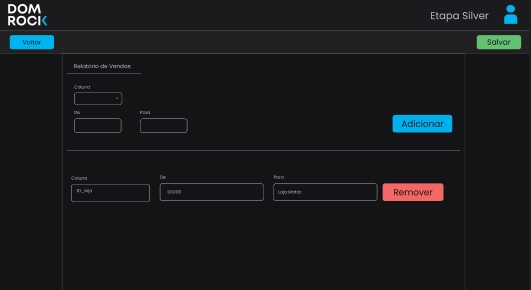 DOM
ROCK
Etapa Silver
Voltar
Salvar
Relatório de Vendas
Coluna
De
Para
Adicionar
Coluna
De
Para
ID_loja
00000
Loja Matriz
Remover